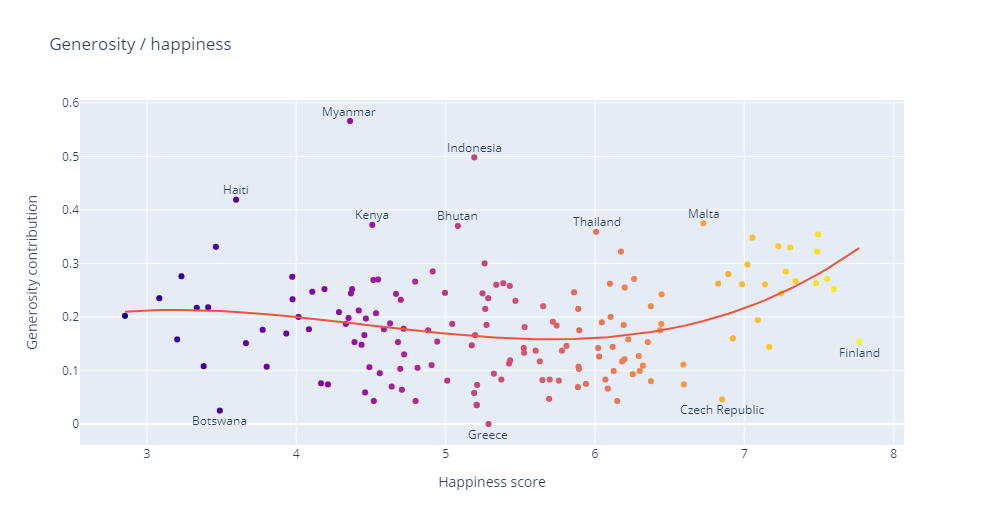 Generosity / happiness
0.6
Myanmar
Indonesia
0.5
Haiti
0.4
Kenya
Bhutan
Thailand
Malta
0.3
Generosity contribution
0.2
Finland
0.1
Czech Republic
Botswana
0
Greece
3 4 5 6 7 8
Happiness score